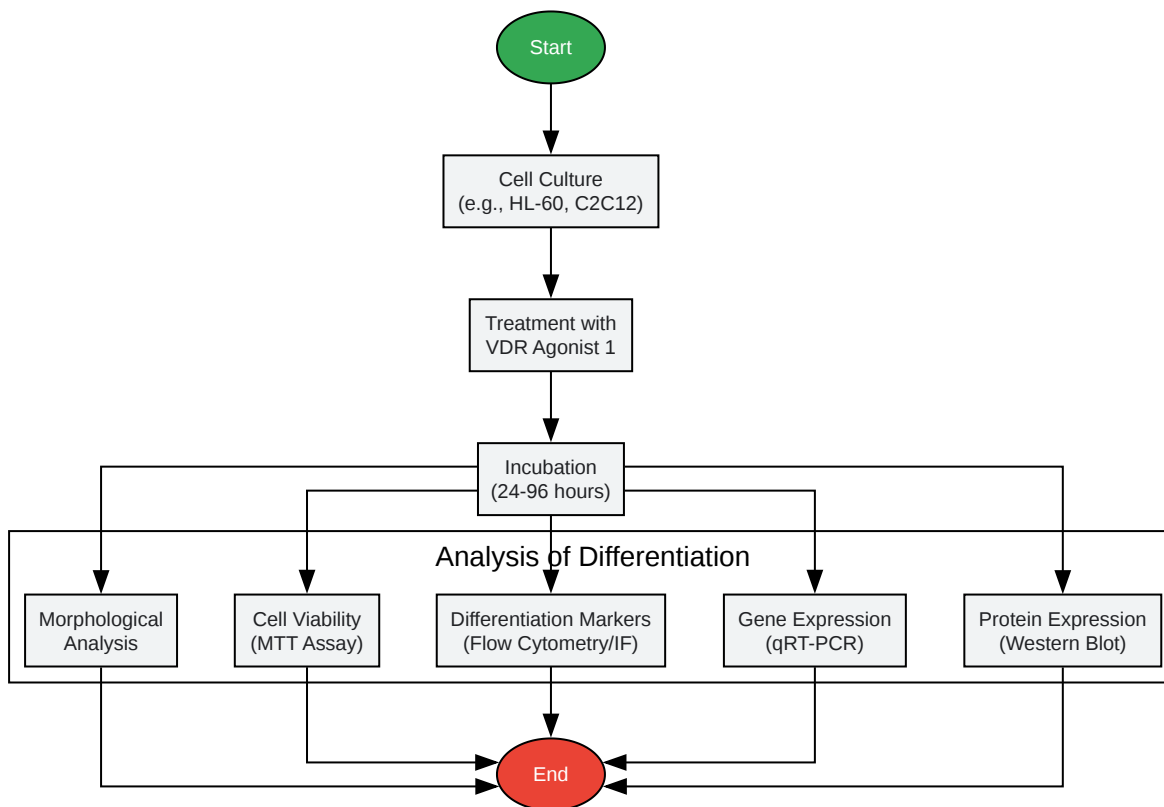 Start
Cell Culture
(e.g., HL-60, C2C12)
Treatment with
VDR Agonist 1
Incubation
(24-96 hours)
Analysis of Differentiation
Morphological
Analysis
Cell Viability
(MTT Assay)
Differentiation Markers
(Flow Cytometry/IF)
Gene Expression
(qRT-PCR)
Protein Expression
(Western Blot)
End